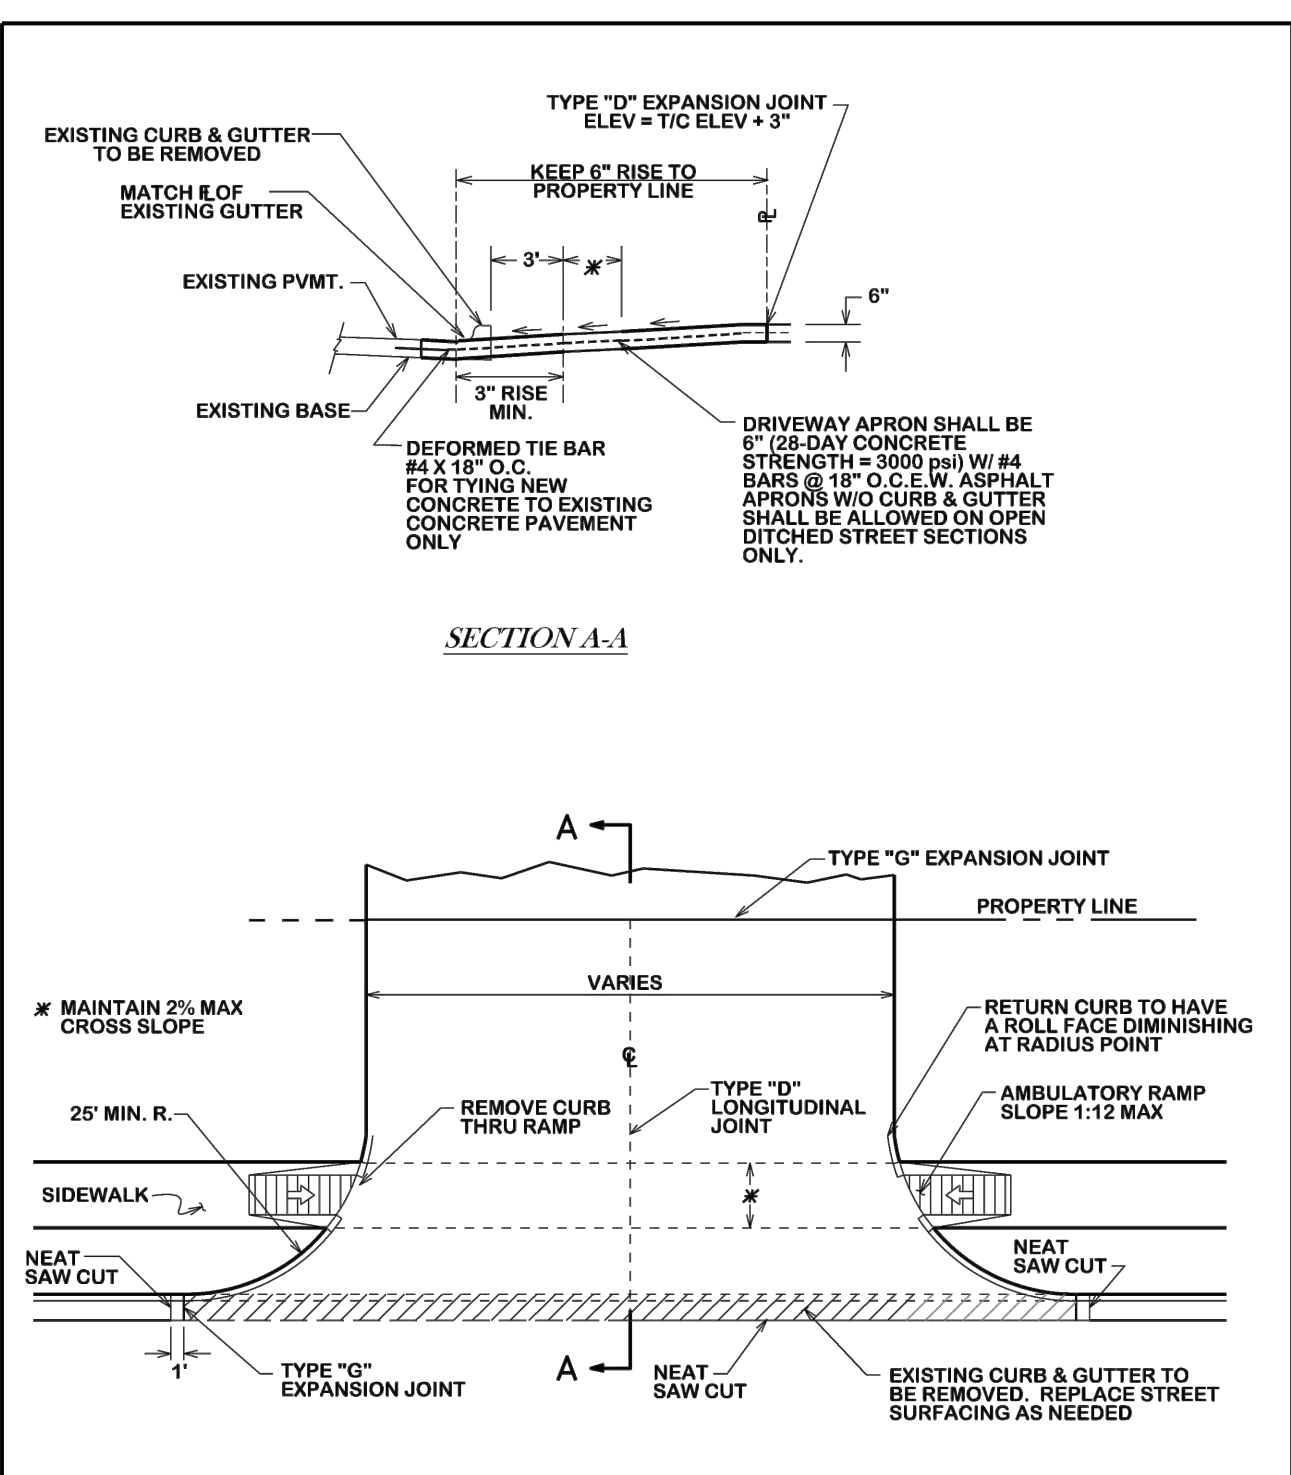 TYPE "D" EXPANSION JOINT
ELEV = T/C ELEV + 3"
EXISTING CURB & GUTTER
TO BE REMOVED
KEEP 6" RISE TO
PROPERTY LINE
MATCH FL OF
EXISTING GUTTER
PL
3'
*
EXISTING PVMT.
6"
3" RISE
MIN.
EXISTING BASE
DEFORMED TIE BAR
#4 X 18" O.C.
FOR TYING NEW
CONCRETE TO EXISTING
CONCRETE PAVEMENT
ONLY
DRIVEWAY APRON SHALL BE
6" (28-DAY CONCRETE
STRENGTH = 3000 psi) W/ #4
BARS @ 18" O.C.E.W. ASPHALT
APRONS W/O CURB & GUTTER
SHALL BE ALLOWED ON OPEN
DITCHED STREET SECTIONS
ONLY.
SECTION A-A
A
TYPE "G" EXPANSION JOINT
PROPERTY LINE
VARIES
* MAINTAIN 2% MAX
CROSS SLOPE
RETURN CURB TO HAVE
A ROLL FACE DIMINISHING
AT RADIUS POINT
CL
25' MIN. R.
REMOVE CURB
THRU RAMP
TYPE "D"
LONGITUDINAL
JOINT
AMBULATORY RAMP
SLOPE 1:12 MAX
SIDEWALK
*
NEAT
SAW CUT
NEAT
SAW CUT
1'
TYPE "G"
EXPANSION JOINT
A
NEAT
SAW CUT
EXISTING CURB & GUTTER TO
BE REMOVED. REPLACE STREET
SURFACING AS NEEDED